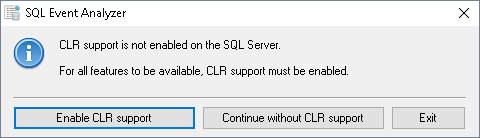 SQL Event Analyzer
CLR support is not enabled on the SQL Server.
For all features to be available, CLR support must be enabled.
Enable CLR support
Continue without CLR support
Exit